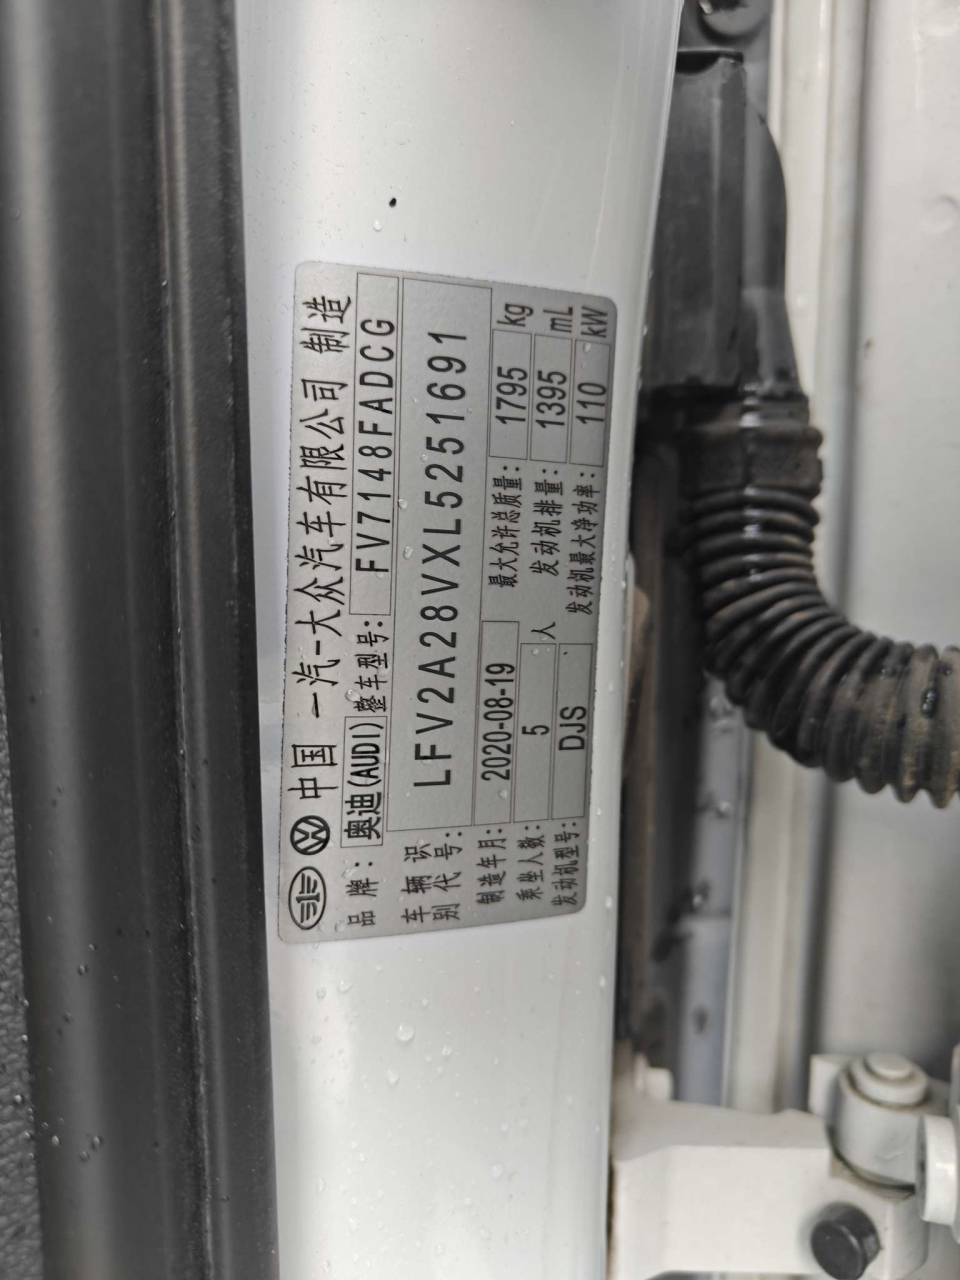 中国 一汽-大众汽车有限公司 制造
品牌: 奥迪(AUDI) 整车型号: FV7148FADCG
车辆识别代号: LFV2A28VXL5251691
制造年月: 2020-08-19 最大允许总质量: 1795 kg
乘坐人数: 5 人 发动机排量: 1395 mL
发动机型号: DJS 发动机最大净功率: 110 kW